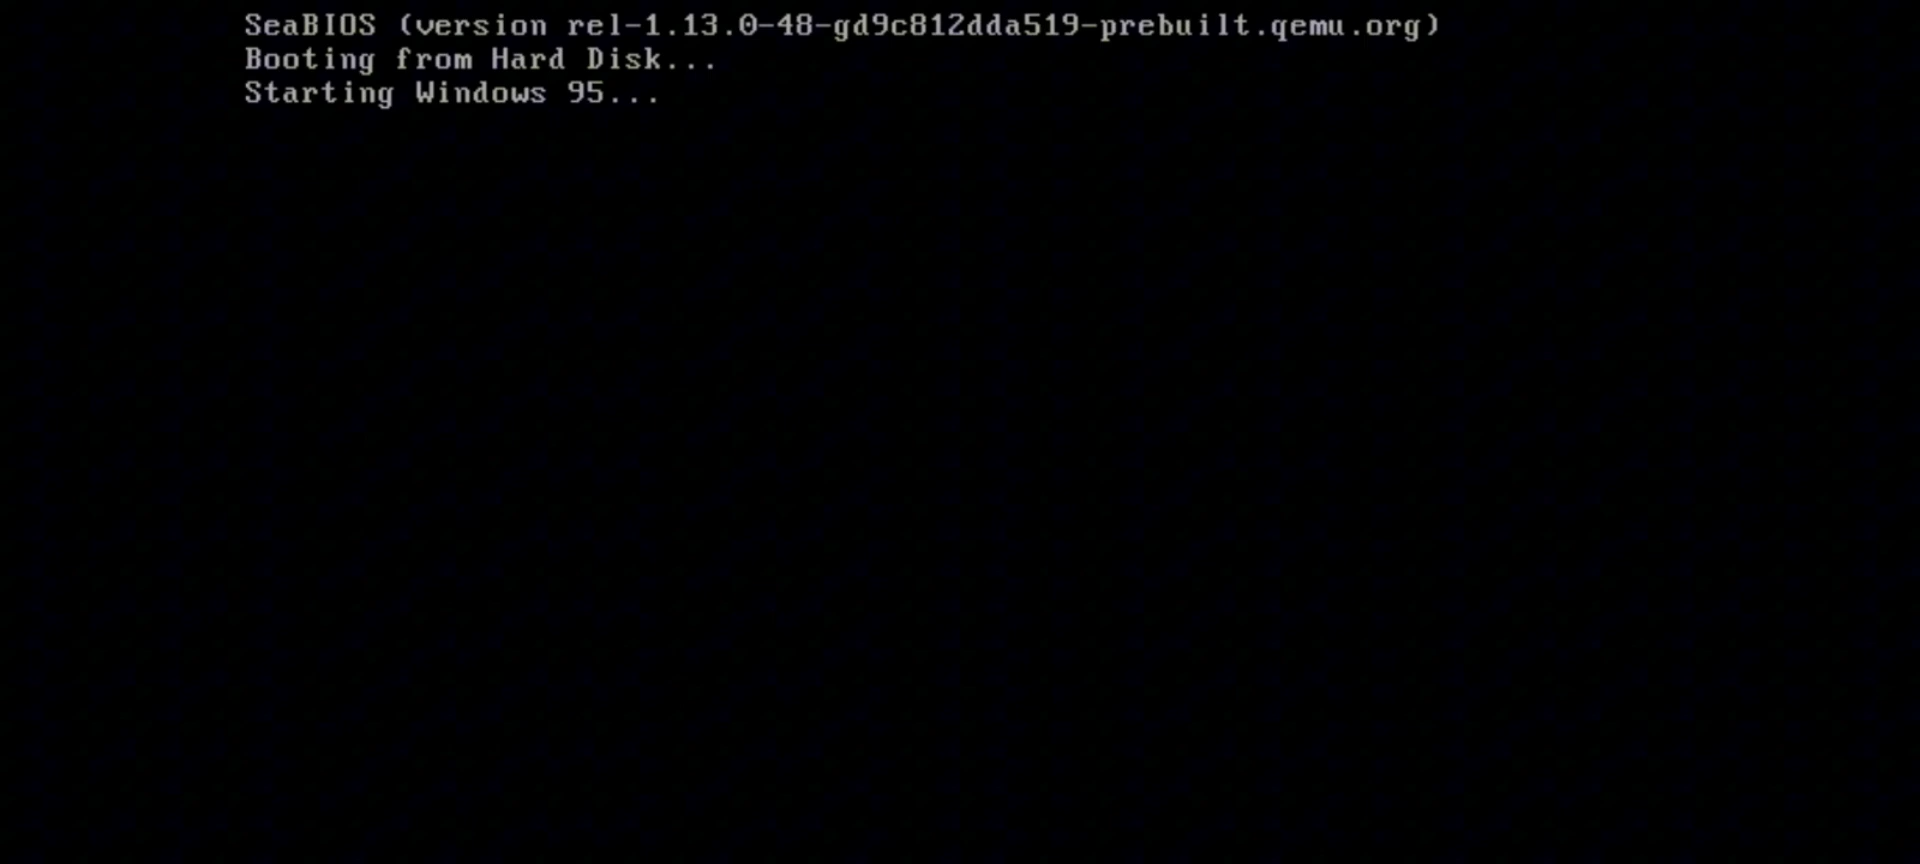 SeaBIOS (version rel-1.13.0-48-gd9c812dda519-prebuilt.qemu.org)
Booting from Hard Disk...
Starting Windows 95...